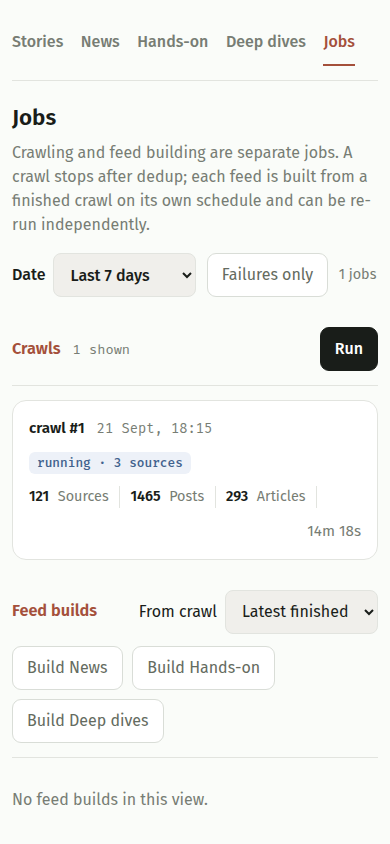 Stories News Hands-on Deep dives Jobs
Jobs
Crawling and feed building are separate jobs. A
crawl stops after dedup; each feed is built from a
finished crawl on its own schedule and can be re-
run independently.
Date Last 7 days Failures only 1 jobs
Crawls 1 shown Run
crawl #1 21 Sept, 18:15
running · 3 sources
121 Sources 1465 Posts 293 Articles
14m 18s
Feed builds From crawl Latest finished
Build News Build Hands-on
Build Deep dives
No feed builds in this view.